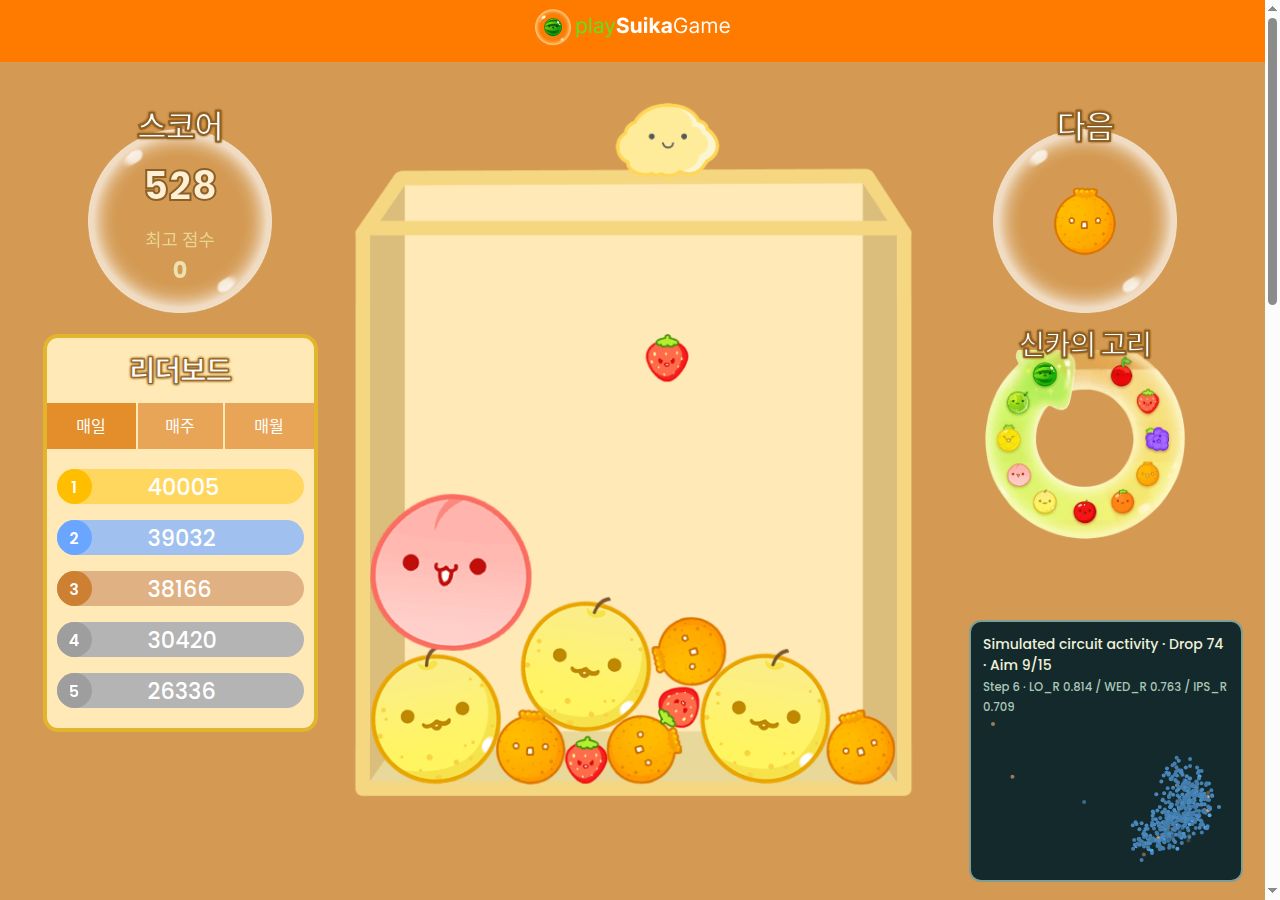 playSuikaGame
스코어
528
최고 점수
0
다음
신카의 고리
리더보드
매일 매주 매월
1 40005
2 39032
3 38166
4 30420
5 26336
Simulated circuit activity · Drop 74
· Aim 9/15
Step 6 · LO_R 0.814 / WED_R 0.763 / IPS_R
0.709